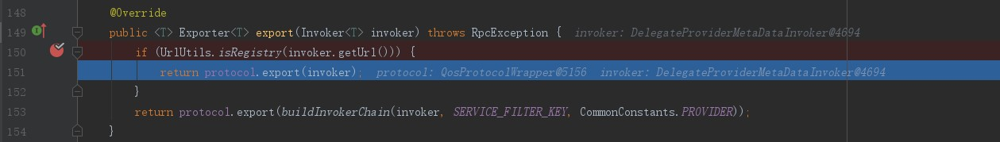 148 @Override
149 public <T> Exporter<T> export(Invoker<T> invoker) throws RpcException { invoker: DelegateProviderMetaDataInvoker@4694
150 if (UrlUtils.isRegistry(invoker.getUrl())) {
151 return protocol.export(invoker); protocol: QosProtocolWrapper@5156 invoker: DelegateProviderMetaDataInvoker@4694
152 }
153 return protocol.export(buildInvokerChain(invoker, SERVICE_FILTER_KEY, CommonConstants.PROVIDER));
154 }